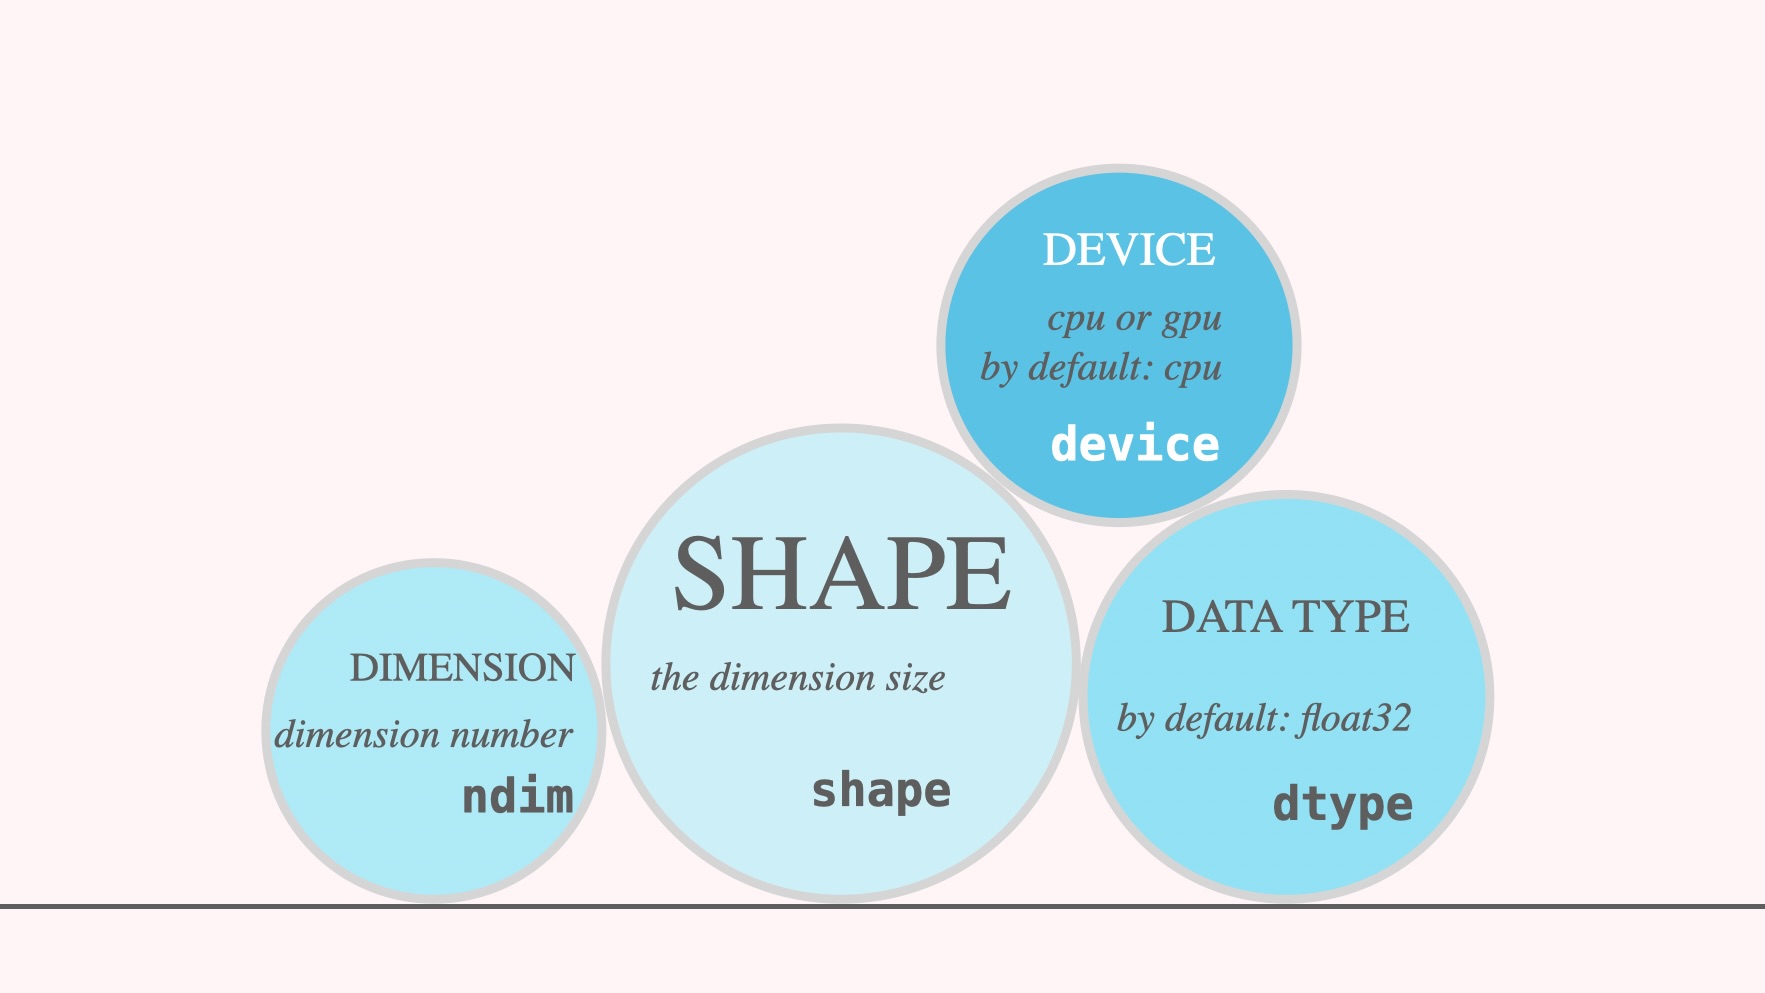 DEVICE
cpu or gpu
by default: cpu
device
SHAPE
the dimension size
shape
DIMENSION
dimension number
ndim
DATA TYPE
by default: float32
dtype